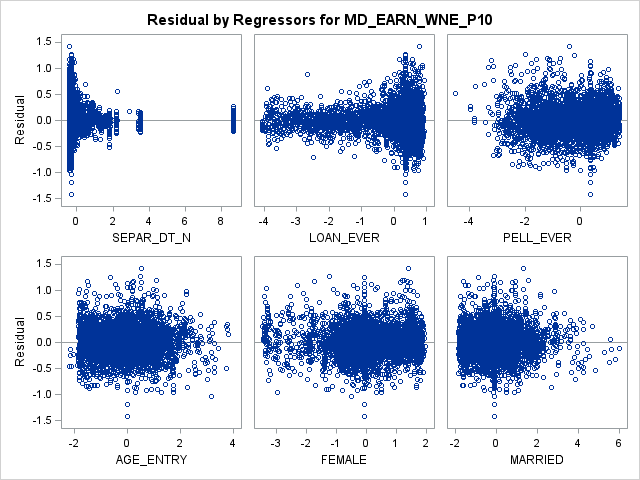 Residual by Regressors for MD_EARN_WNE_P10
Residual
1.5
1.0
0.5
0.0
-0.5
-1.0
-1.5
0 2 4 6 8
SEPAR_DT_N
-4 -3 -2 -1 0 1
LOAN_EVER
-4 -2 0
PELL_EVER
Residual
1.5
1.0
0.5
0.0
-0.5
-1.0
-1.5
-2 0 2 4
AGE_ENTRY
-3 -2 -1 0 1 2
FEMALE
-2 0 2 4 6
MARRIED